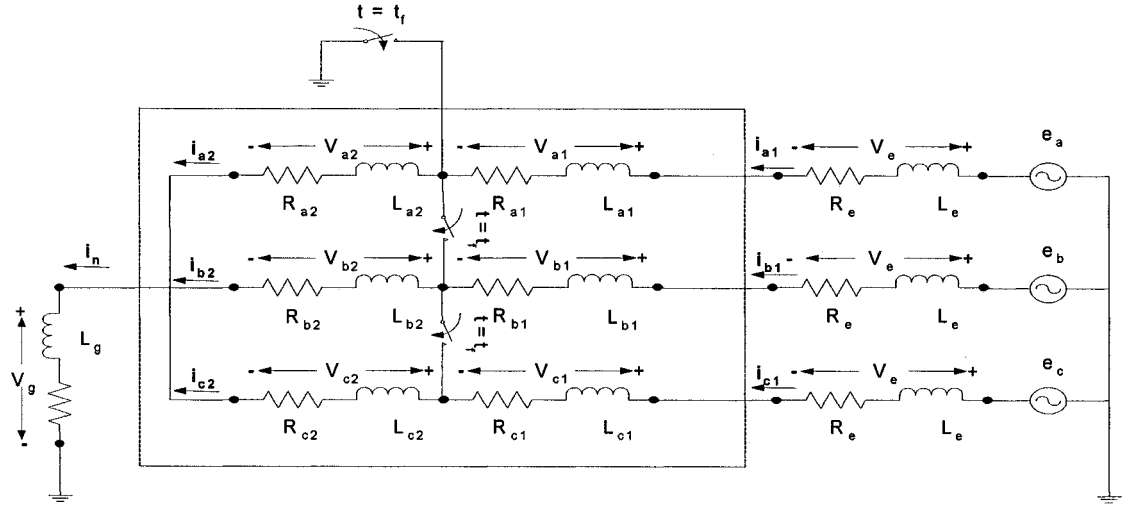 t = t_f
- V_a2 + - V_a1 + - V_e + e_a
i_a2 i_a1
R_a2 L_a2 R_a1 L_a1 R_e L_e
t = t_f
i_n i_b2 - V_b2 + - V_b1 + i_b1 - V_e + e_b
+ L_g R_b2 L_b2 R_b1 L_b1 R_e L_e
t = t_f
V_g i_c2 - V_c2 + - V_c1 + i_c1 - V_e + e_c
- R_c2 L_c2 R_c1 L_c1 R_e L_e